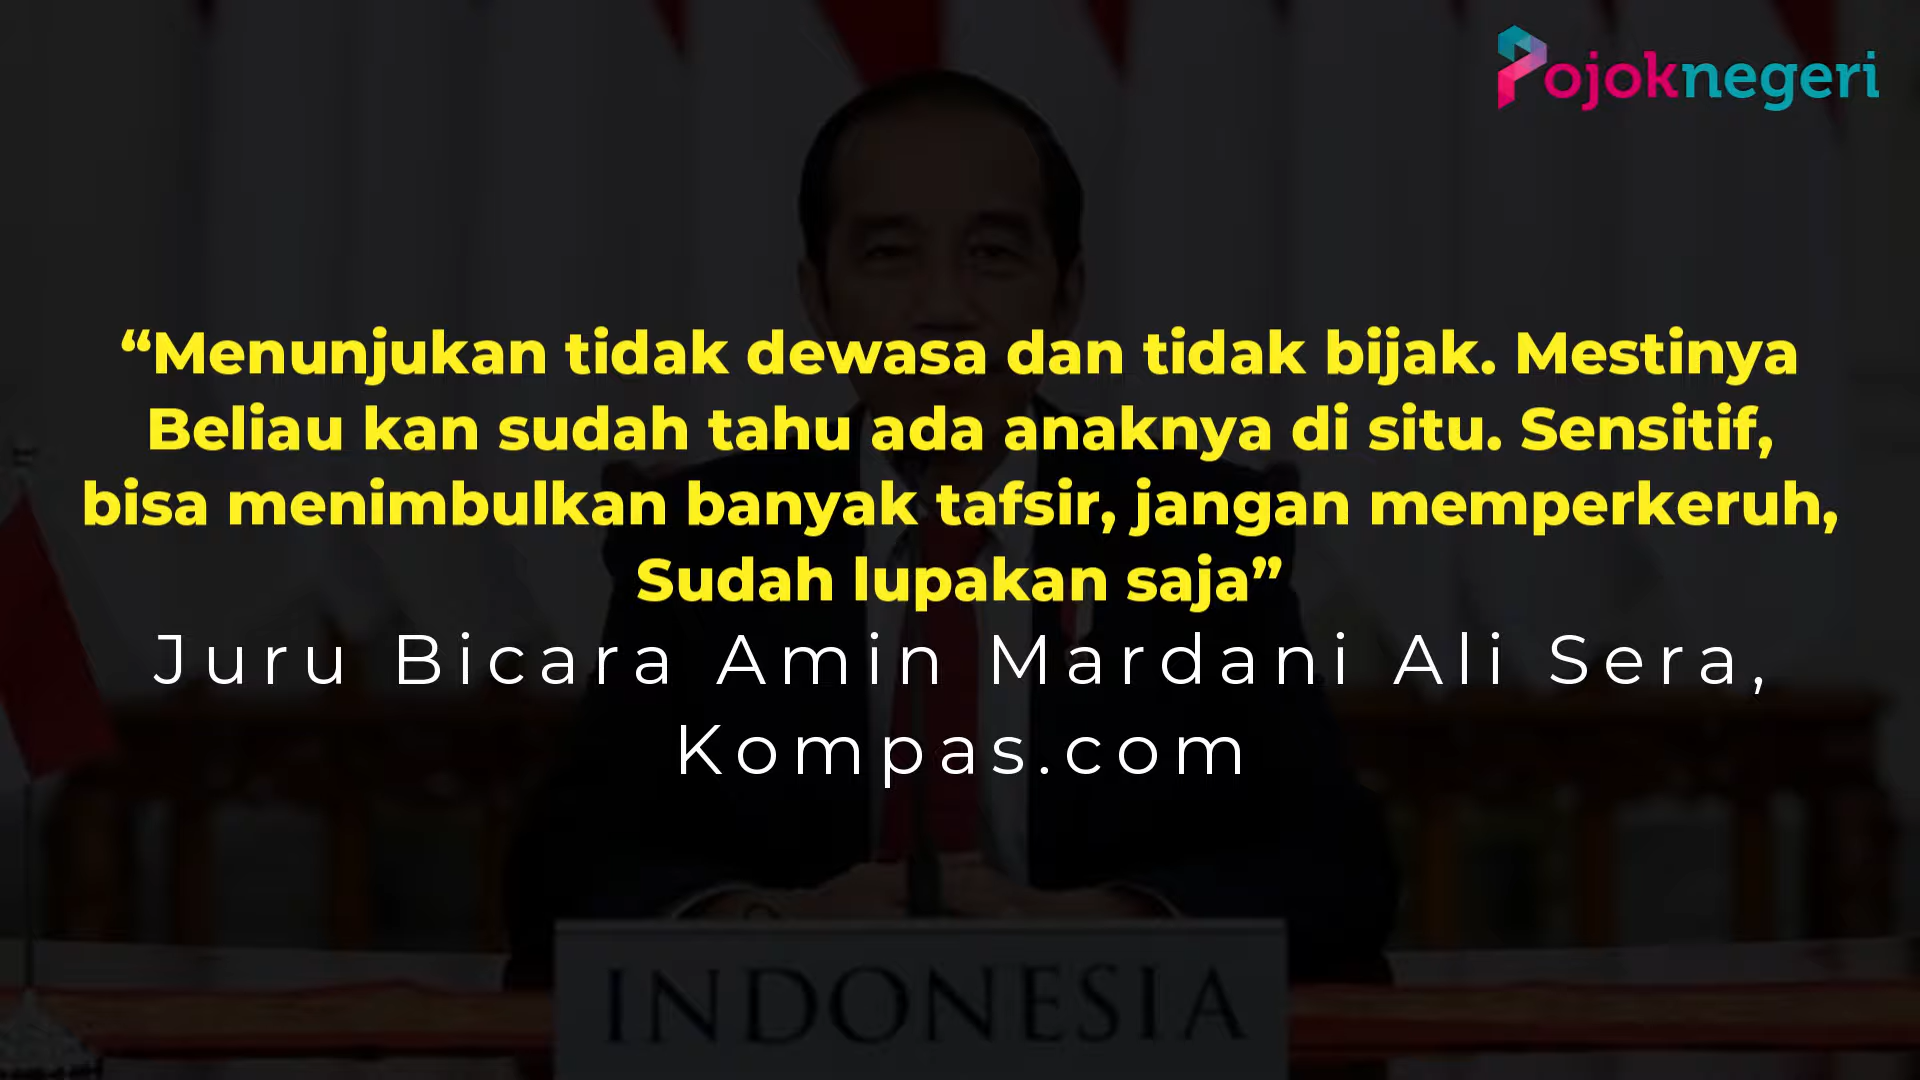 Pojoknegeri
“Menunjukan tidak dewasa dan tidak bijak. Mestinya
Beliau kan sudah tahu ada anaknya di situ. Sensitif,
bisa menimbulkan banyak tafsir, jangan memperkeruh,
Sudah lupakan saja”
Juru Bicara Amin Mardani Ali Sera,
Kompas.com
INDONESIA